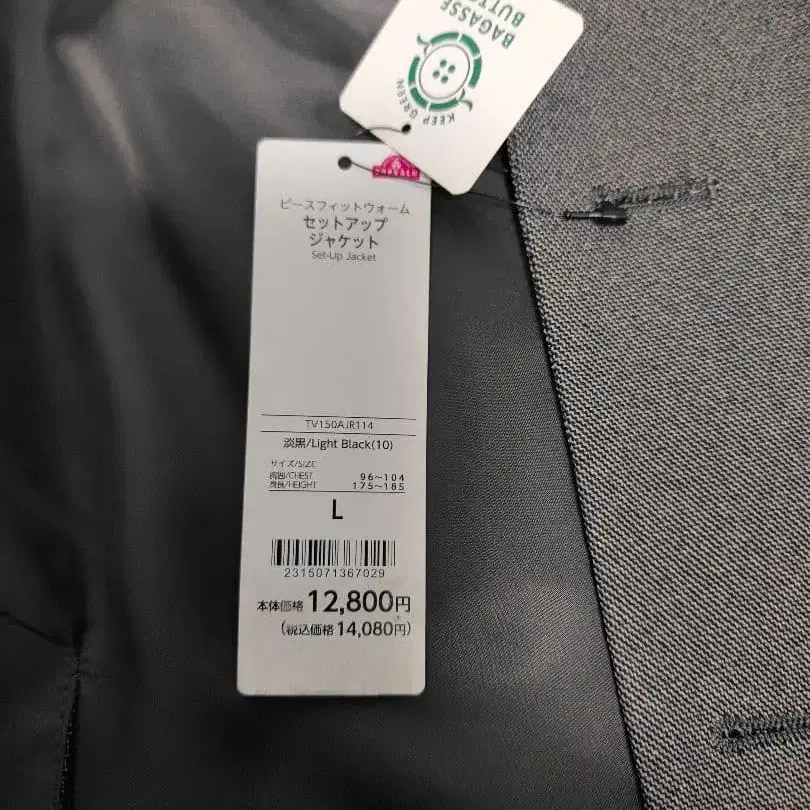 BAGASSE
BUTTO
KEEP GREEN
TOPVALU
ピースフィットウォーム
セットアップ
ジャケット
Set-Up Jacket
TV150AJR114
淡黒/Light Black(10)
サイズ/SIZE
胸囲/CHEST 96~104
身長/HEIGHT 175~185
L
2315071367029
本体価格 12,800円
(税込価格 14,080円)